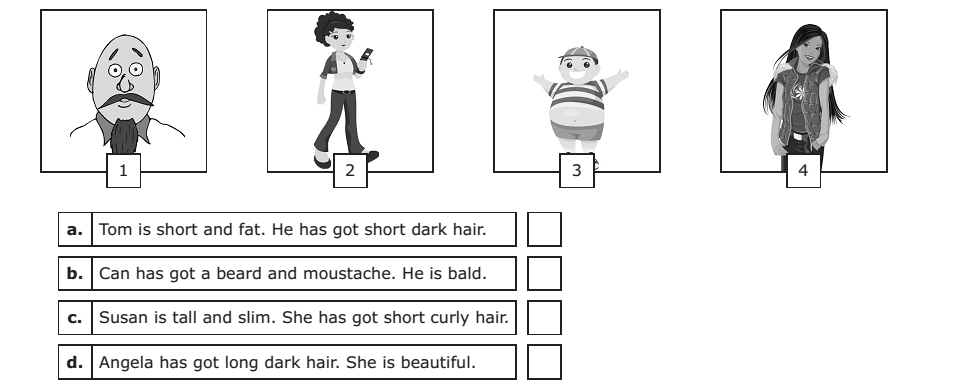 1
2
3
4
a. Tom is short and fat. He has got short dark hair.
b. Can has got a beard and moustache. He is bald.
c. Susan is tall and slim. She has got short curly hair.
d. Angela has got long dark hair. She is beautiful.